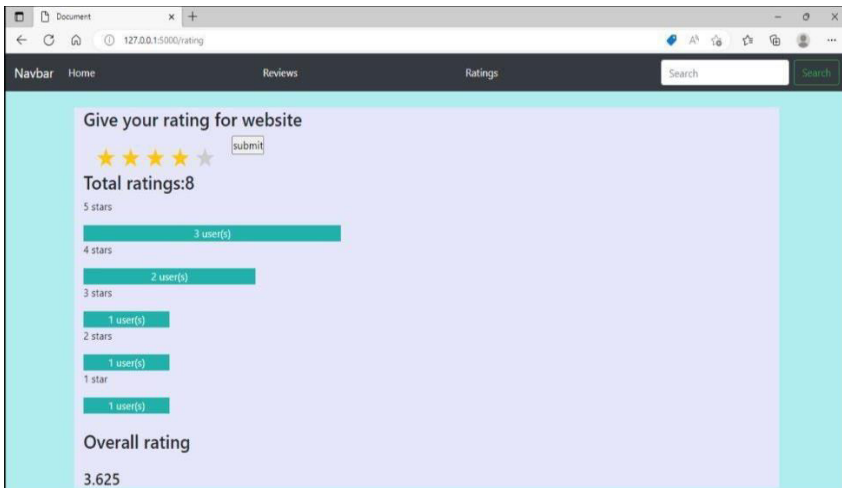 Document
127.0.0.1:5000/rating
Navbar Home Reviews Ratings Search Search
Give your rating for website
submit
Total ratings:8
5 stars
3 user(s)
4 stars
2 user(s)
3 stars
1 user(s)
2 stars
1 user(s)
1 star
1 user(s)
Overall rating
3.625